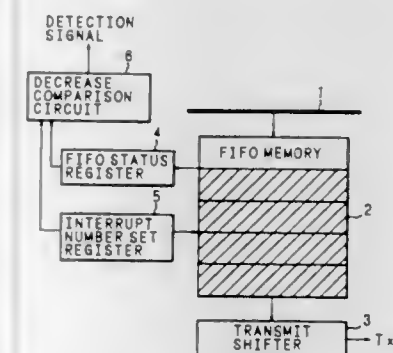 DETECTION
SIGNAL
6
DECREASE
COMPARISON
CIRCUIT
1
4
FIFO STATUS
REGISTER
FIFO MEMORY
5
INTERRUPT
NUMBER SET
REGISTER
2
3
TRANSMIT
SHIFTER
Tx